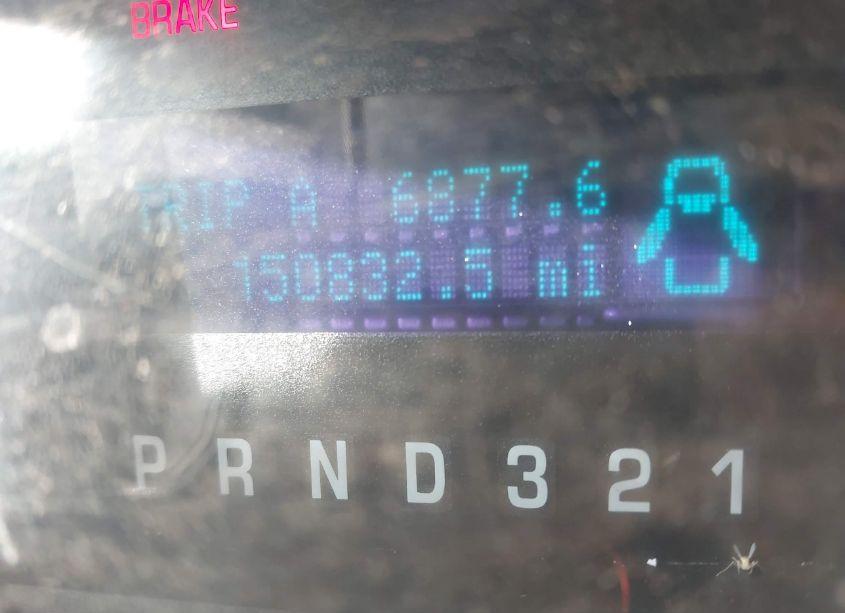 BRAKE
TRIP A 6877.6
150832.5 mi
P R N D 3 2 1